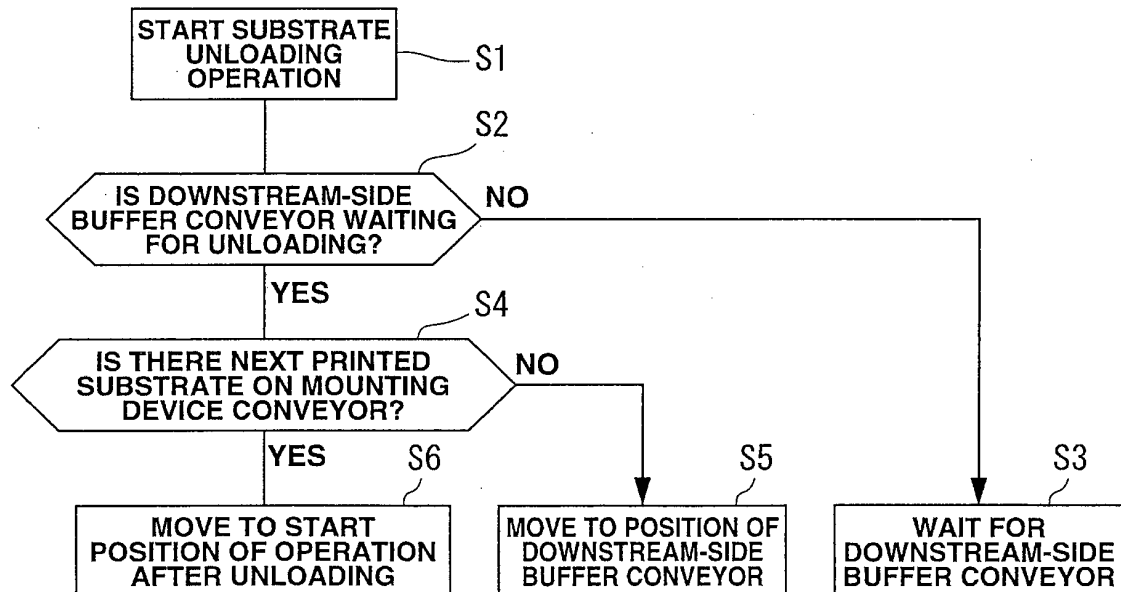 START SUBSTRATE
UNLOADING
OPERATION
S1
S2
IS DOWNSTREAM-SIDE
BUFFER CONVEYOR WAITING
FOR UNLOADING?
NO
YES
S4
IS THERE NEXT PRINTED
SUBSTRATE ON MOUNTING
DEVICE CONVEYOR?
NO
YES
S6
MOVE TO START
POSITION OF OPERATION
AFTER UNLOADING
S5
MOVE TO POSITION OF
DOWNSTREAM-SIDE
BUFFER CONVEYOR
S3
WAIT FOR
DOWNSTREAM-SIDE
BUFFER CONVEYOR